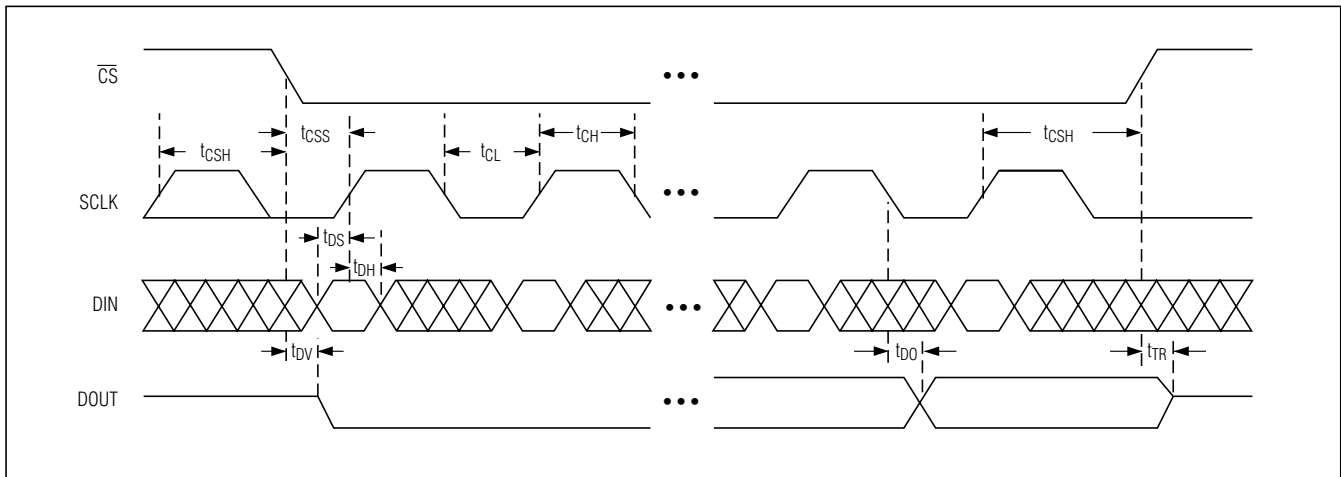 CS
•••
tCSS
tCH
tCSH
tCSH
tCL
SCLK
•••
tDS
tDH
DIN
•••
tDV
tDO
tTR
DOUT
•••